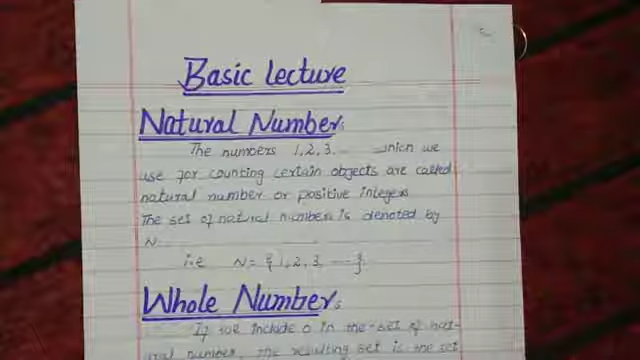 Basic Lecture
Natural Number:
The numbers 1, 2, 3, ... which we
use for counting certain objects are called
natural number or positive integers
The set of natural number is denoted by
N.
i.e N = { 1, 2, 3, ---- }
Whole Number:
If we include 0 in the set of nat-
ural number, the resulting set is the set